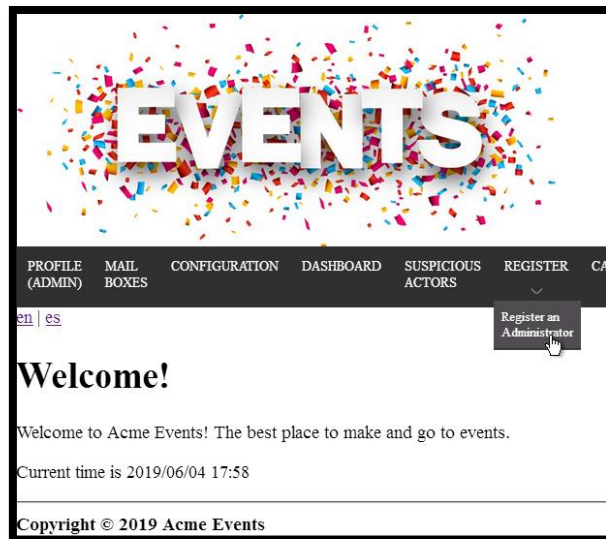 EVENTS
PROFILE (ADMIN)
MAIL BOXES
CONFIGURATION
DASHBOARD
SUSPICIOUS ACTORS
REGISTER
CA
Register an
Administrator
en | es
Welcome!
Welcome to Acme Events! The best place to make and go to events.
Current time is 2019/06/04 17:58
Copyright © 2019 Acme Events